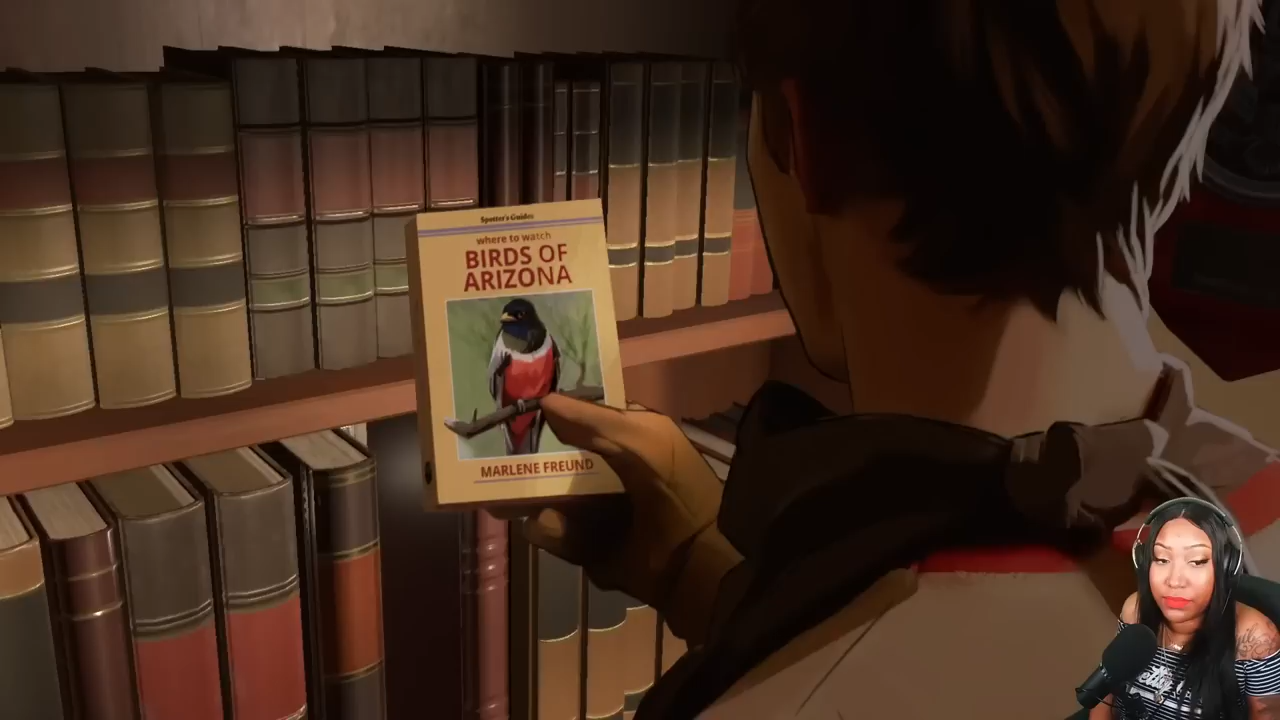 Spotter's Guides
where to watch
BIRDS OF
ARIZONA
MARLENE FREUND